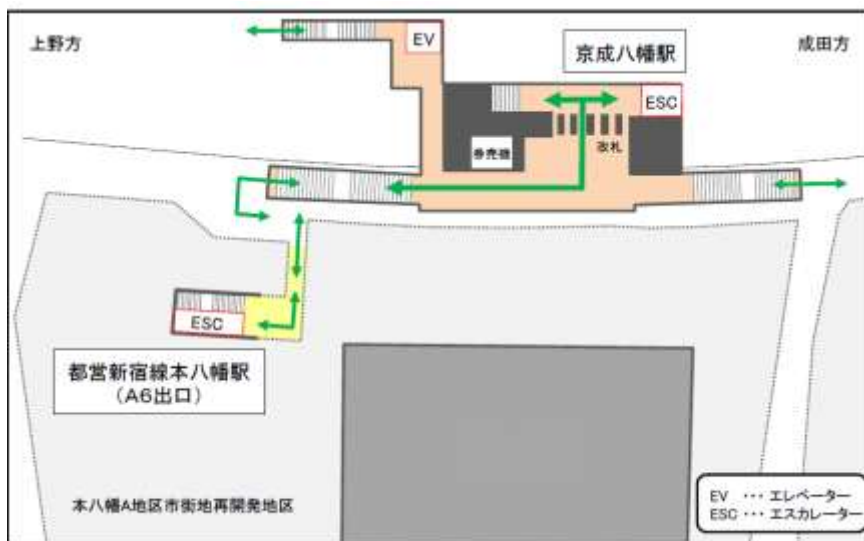 上野方
EV
京成八幡駅
成田方
ESC
券売機
改札
ESC
都営新宿線本八幡駅
（A6出口）
本八幡A地区市街地再開発地区
EV ・・・ エレベーター
ESC・・・ エスカレーター